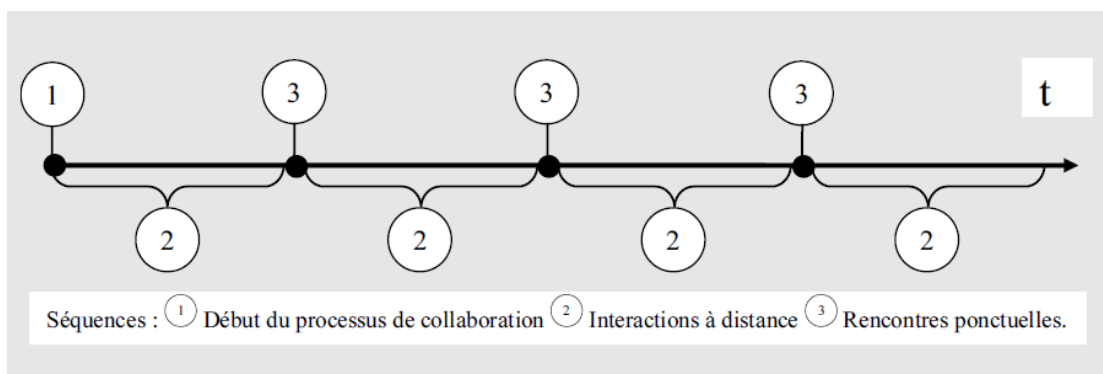 1 3 3 3 t
2 2 2 2
Séquences : 1 Début du processus de collaboration 2 Interactions à distance 3 Rencontres ponctuelles.